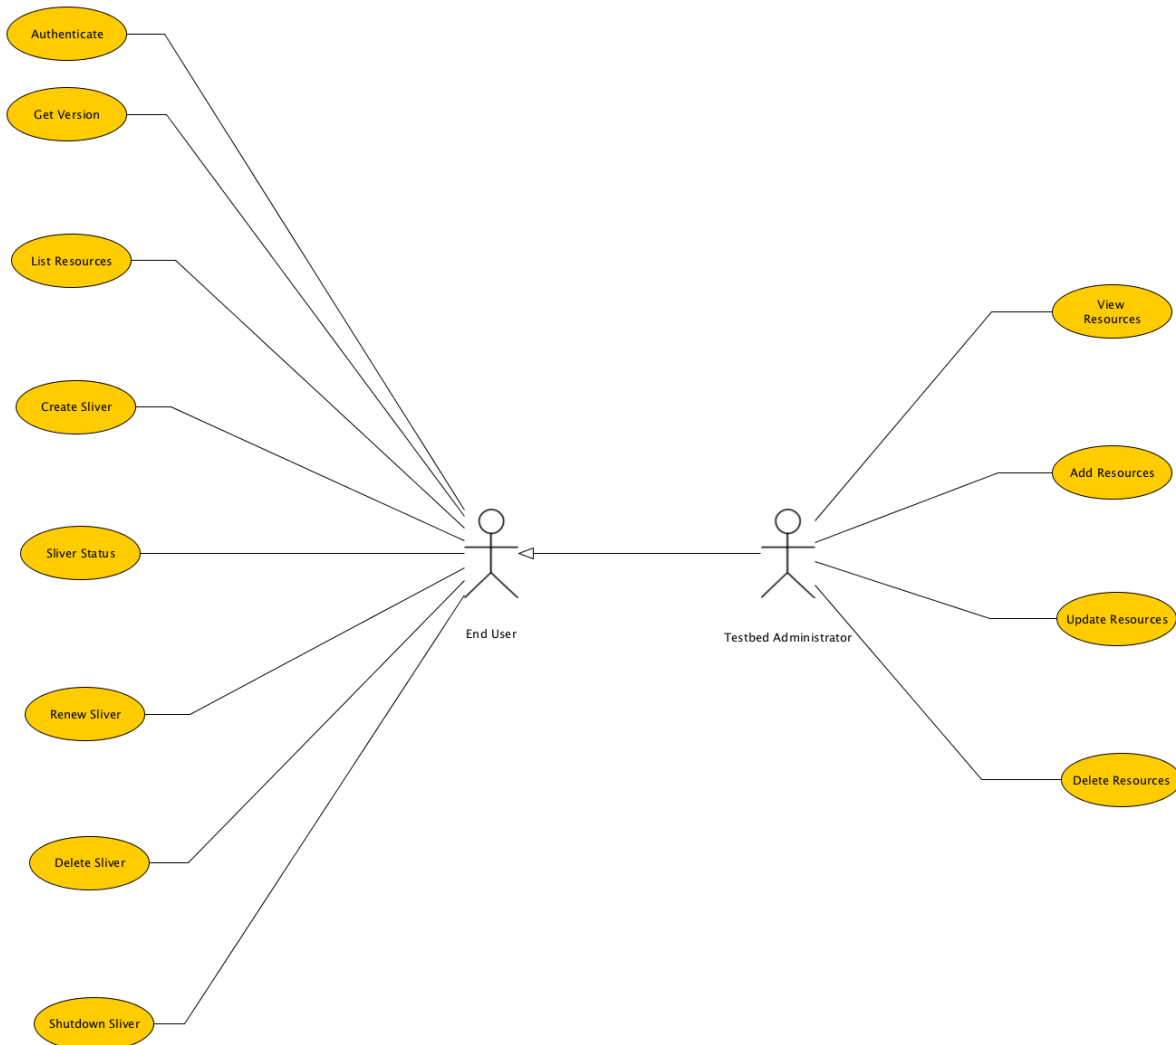 Authenticate
Get Version
List Resources
Create Sliver
Sliver Status
Renew Sliver
Delete Sliver
Shutdown Sliver
End User
Testbed Administrator
View
Resources
Add Resources
Update Resources
Delete Resources